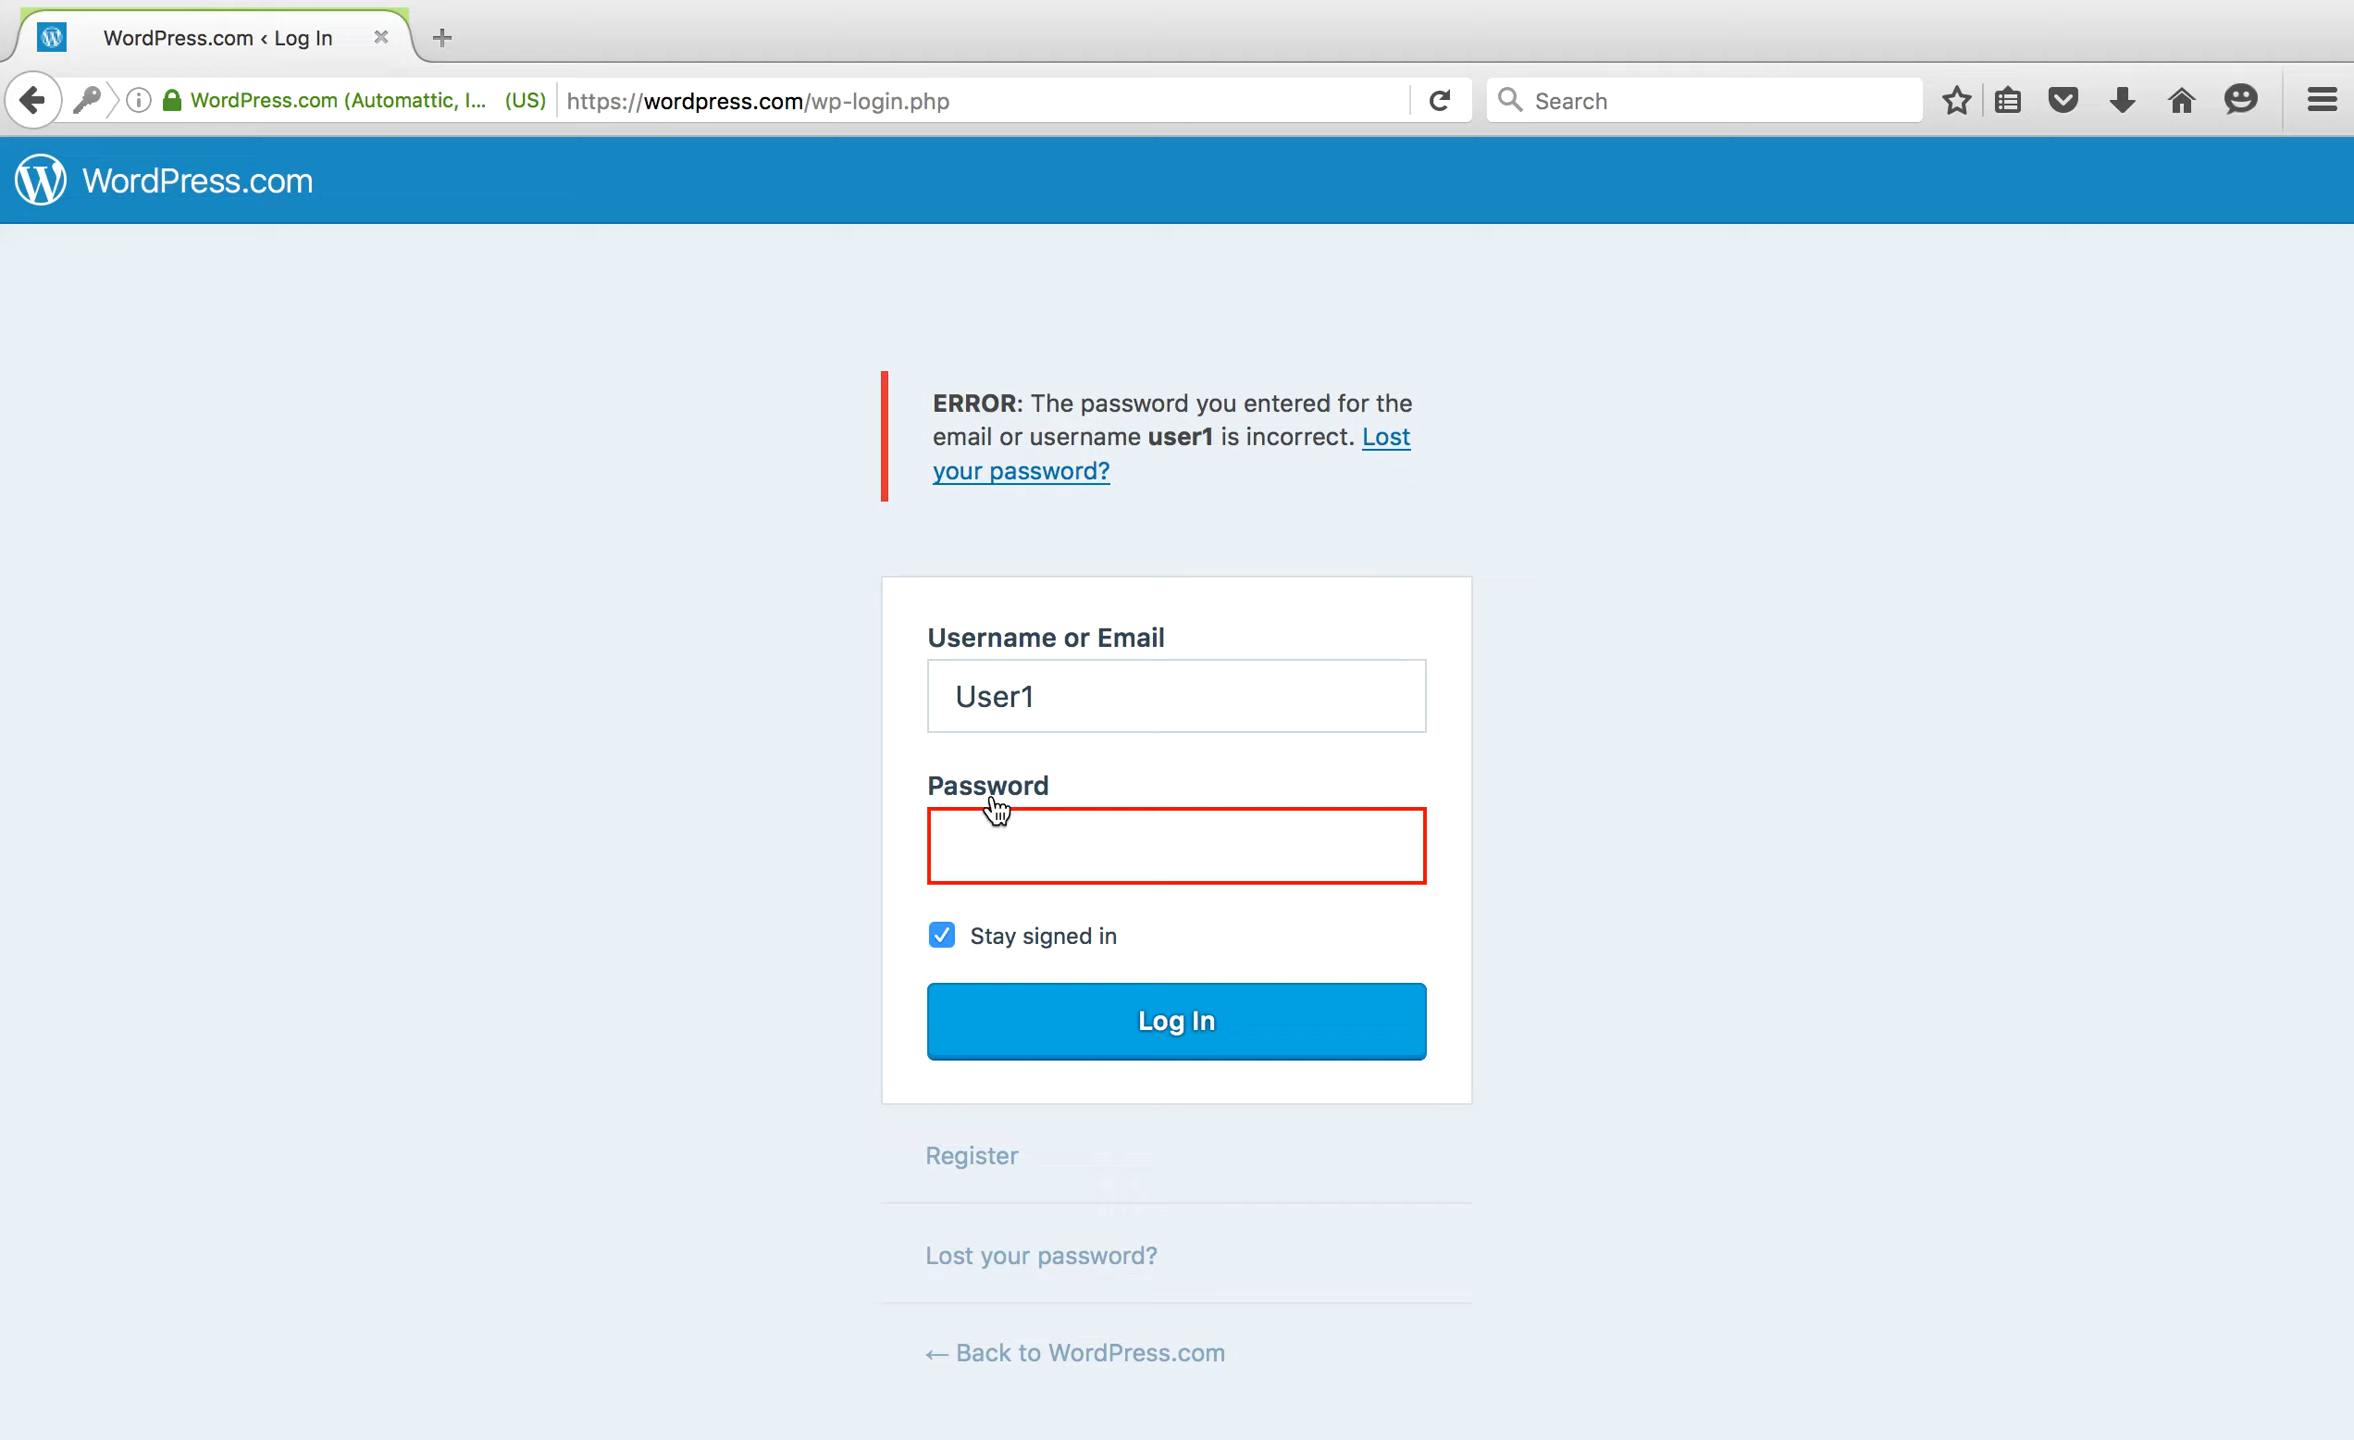 WordPress.com ‹ Log In
WordPress.com (Automattic, I... (US) https://wordpress.com/wp-login.php Search
WordPress.com
ERROR: The password you entered for the
email or username user1 is incorrect. Lost
your password?
Username or Email
User1
Password
Stay signed in
Log In
Register
Lost your password?
← Back to WordPress.com